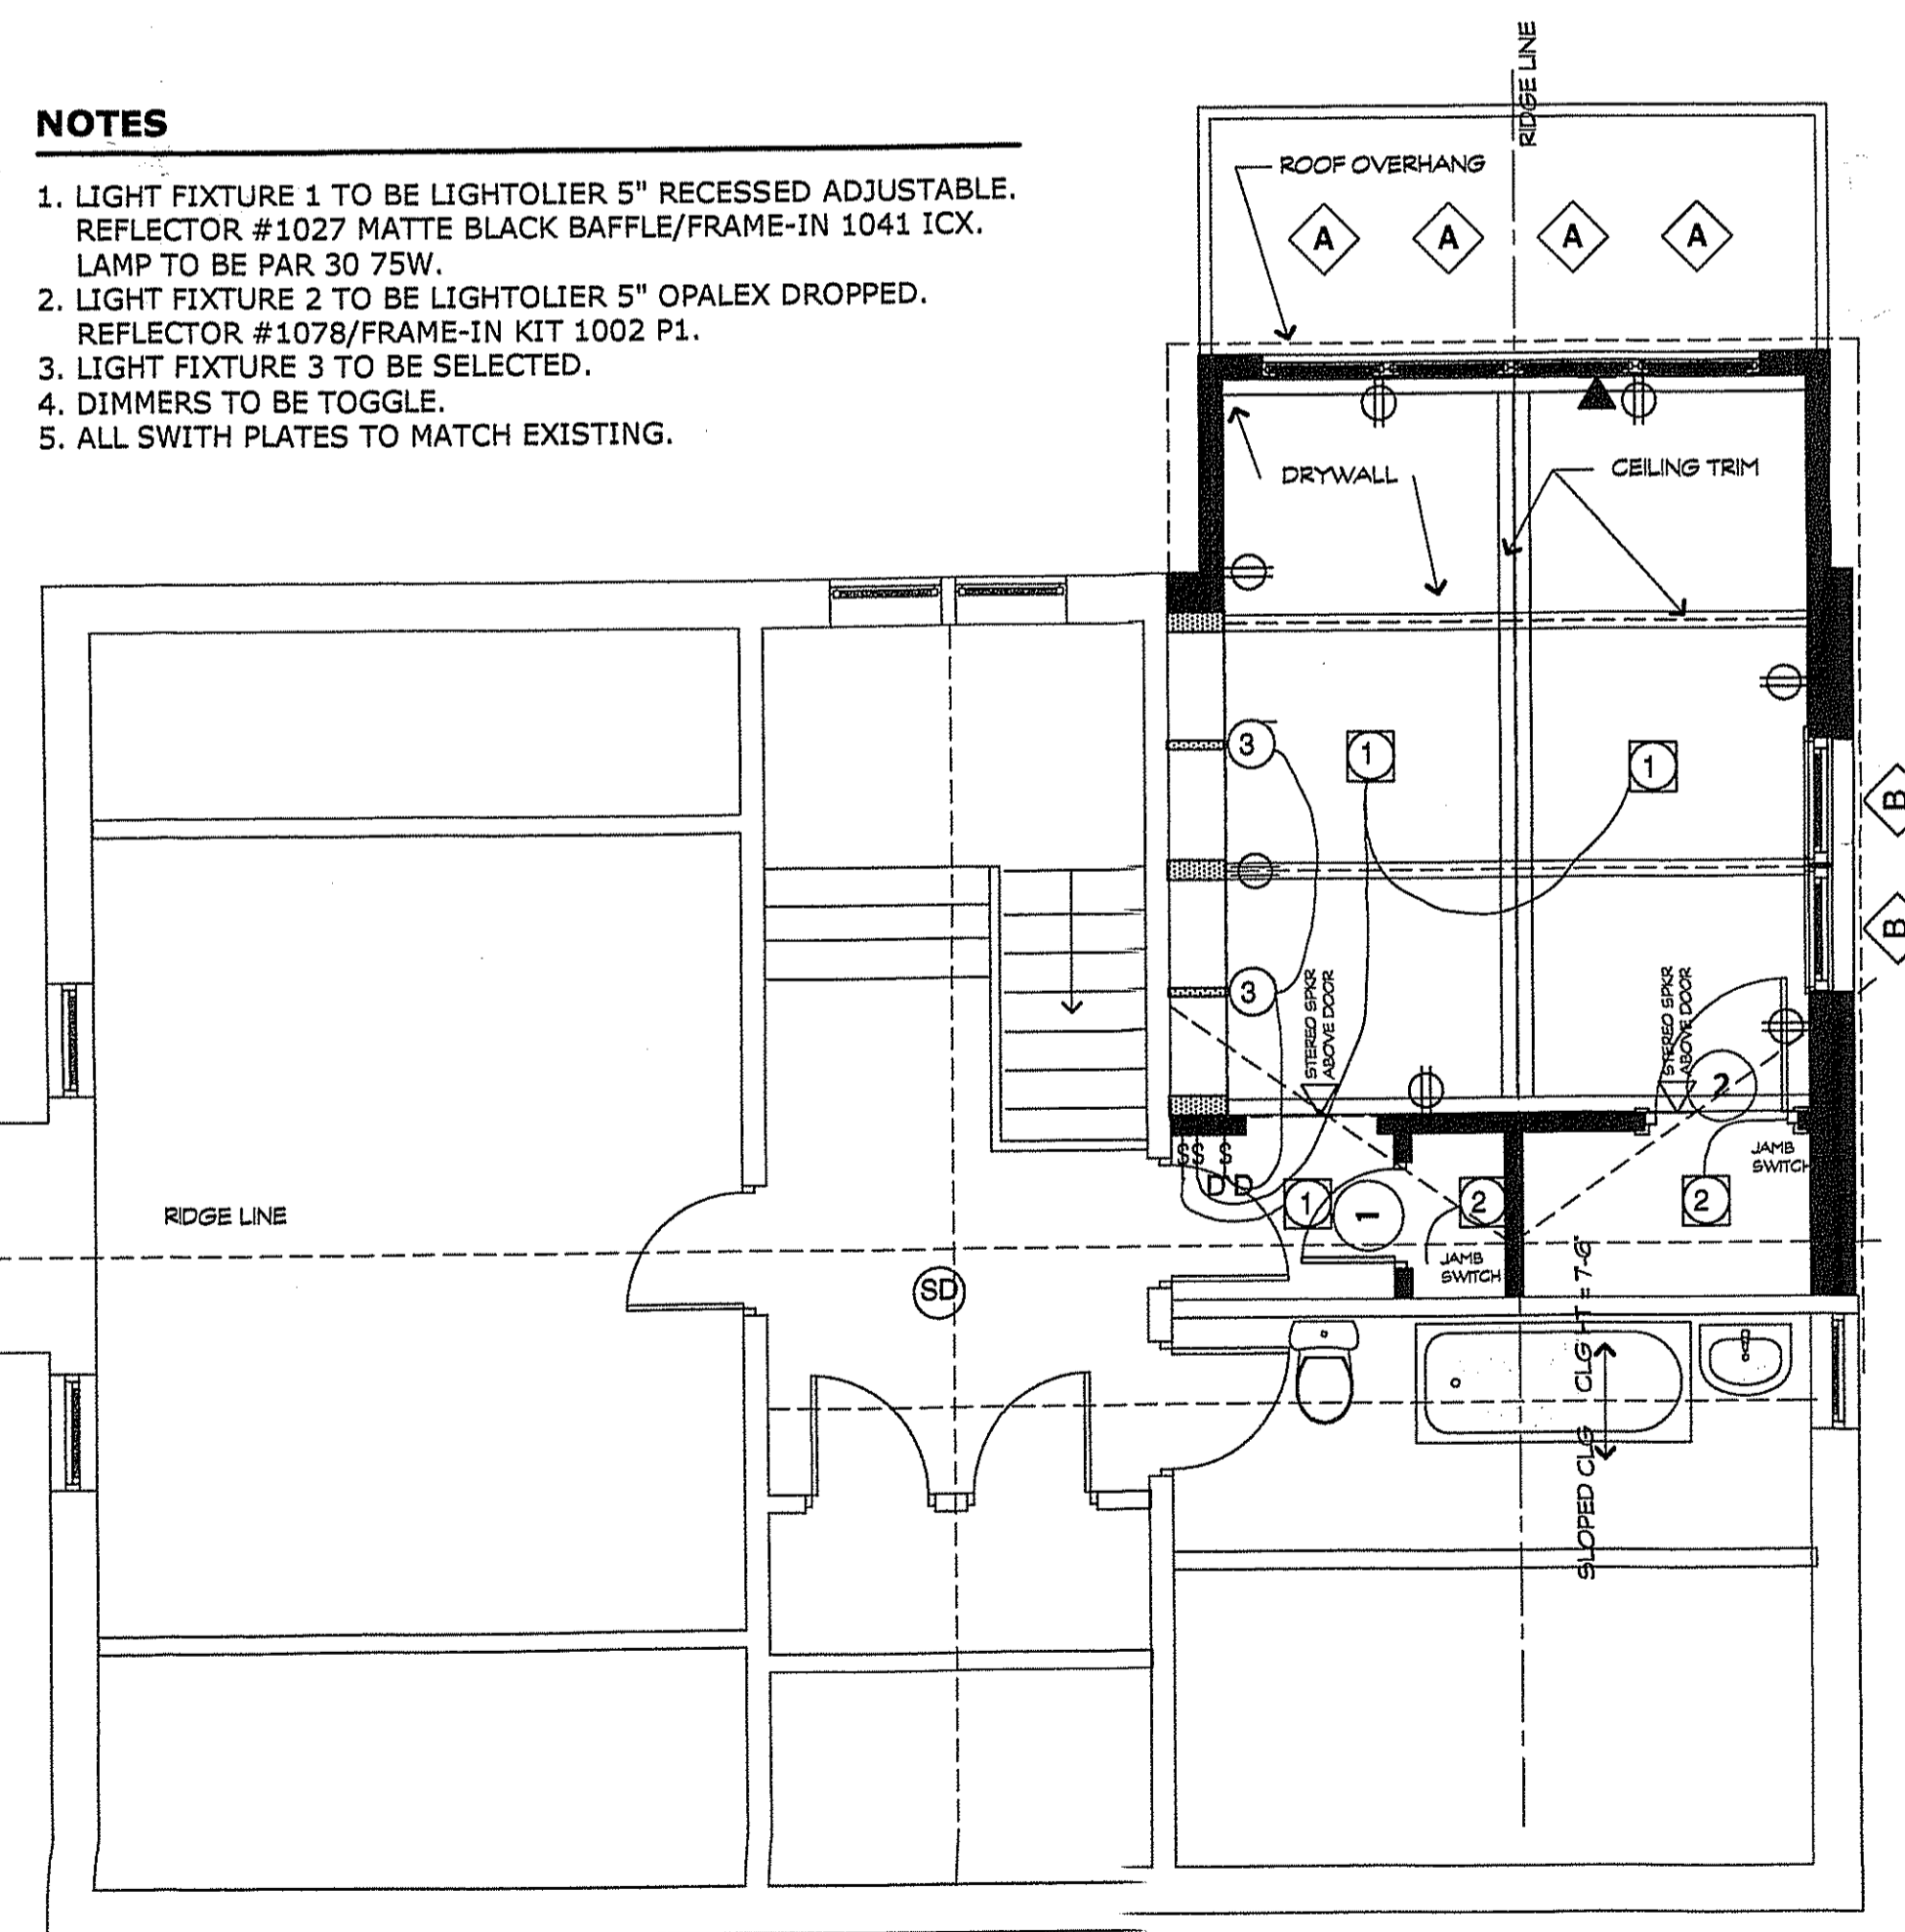 NOTES
1. LIGHT FIXTURE 1 TO BE LIGHTOLIER 5" RECESSED ADJUSTABLE.
REFLECTOR #1027 MATTE BLACK BAFFLE/FRAME-IN 1041 ICX.
LAMP TO BE PAR 30 75W.
2. LIGHT FIXTURE 2 TO BE LIGHTOLIER 5" OPALEX DROPPED.
REFLECTOR #1078/FRAME-IN KIT 1002 P1.
3. LIGHT FIXTURE 3 TO BE SELECTED.
4. DIMMERS TO BE TOGGLE.
5. ALL SWITH PLATES TO MATCH EXISTING.
RIDGE LINE
ROOF OVERHANG
A A A A
DRYWALL
CEILING TRIM
3
1
1
B
B
3
STEREO SPKR
ABOVE DOOR
STEREO SPKR
ABOVE DOOR
2
S S S
D D
1
1
2
2
JAMB
SWITCH
JAMB
SWITCH
RIDGE LINE
SD
SLOPED CLG CLG HT = 7'-6"